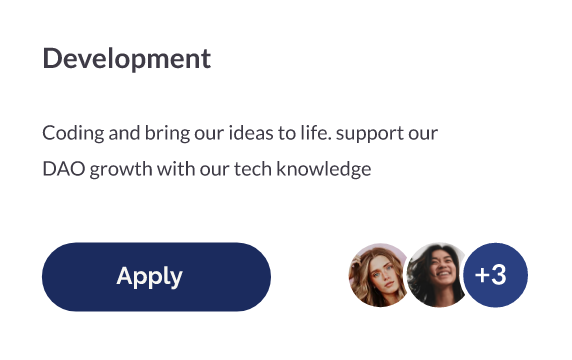 Development
Coding and bring our ideas to life. support our
DAO growth with our tech knowledge
Apply
+3